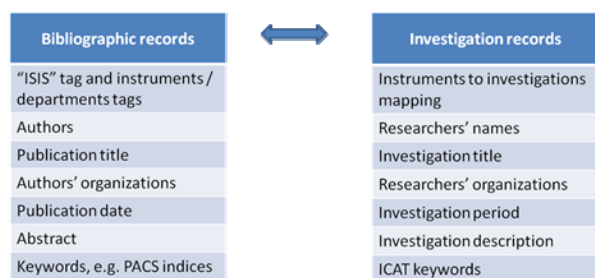 Bibliographic records
“ISIS” tag and instruments /
departments tags
Authors
Publication title
Authors’ organizations
Publication date
Abstract
Keywords, e.g. PACS indices
Investigation records
Instruments to investigations
mapping
Researchers’ names
Investigation title
Researchers’ organizations
Investigation period
Investigation description
ICAT keywords